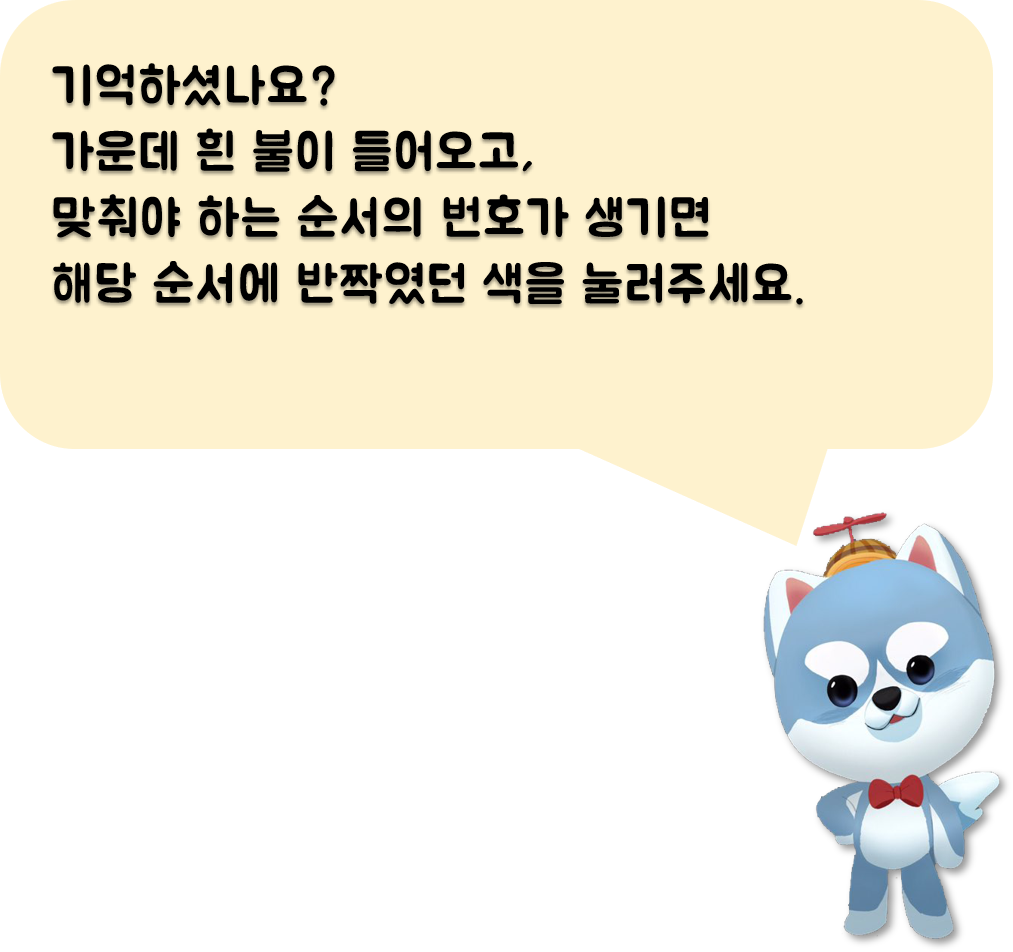 기억하셨나요?
가운데 흰 불이 들어오고,
맞춰야 하는 순서의 번호가 생기면
해당 순서에 반짝였던 색을 눌러주세요.